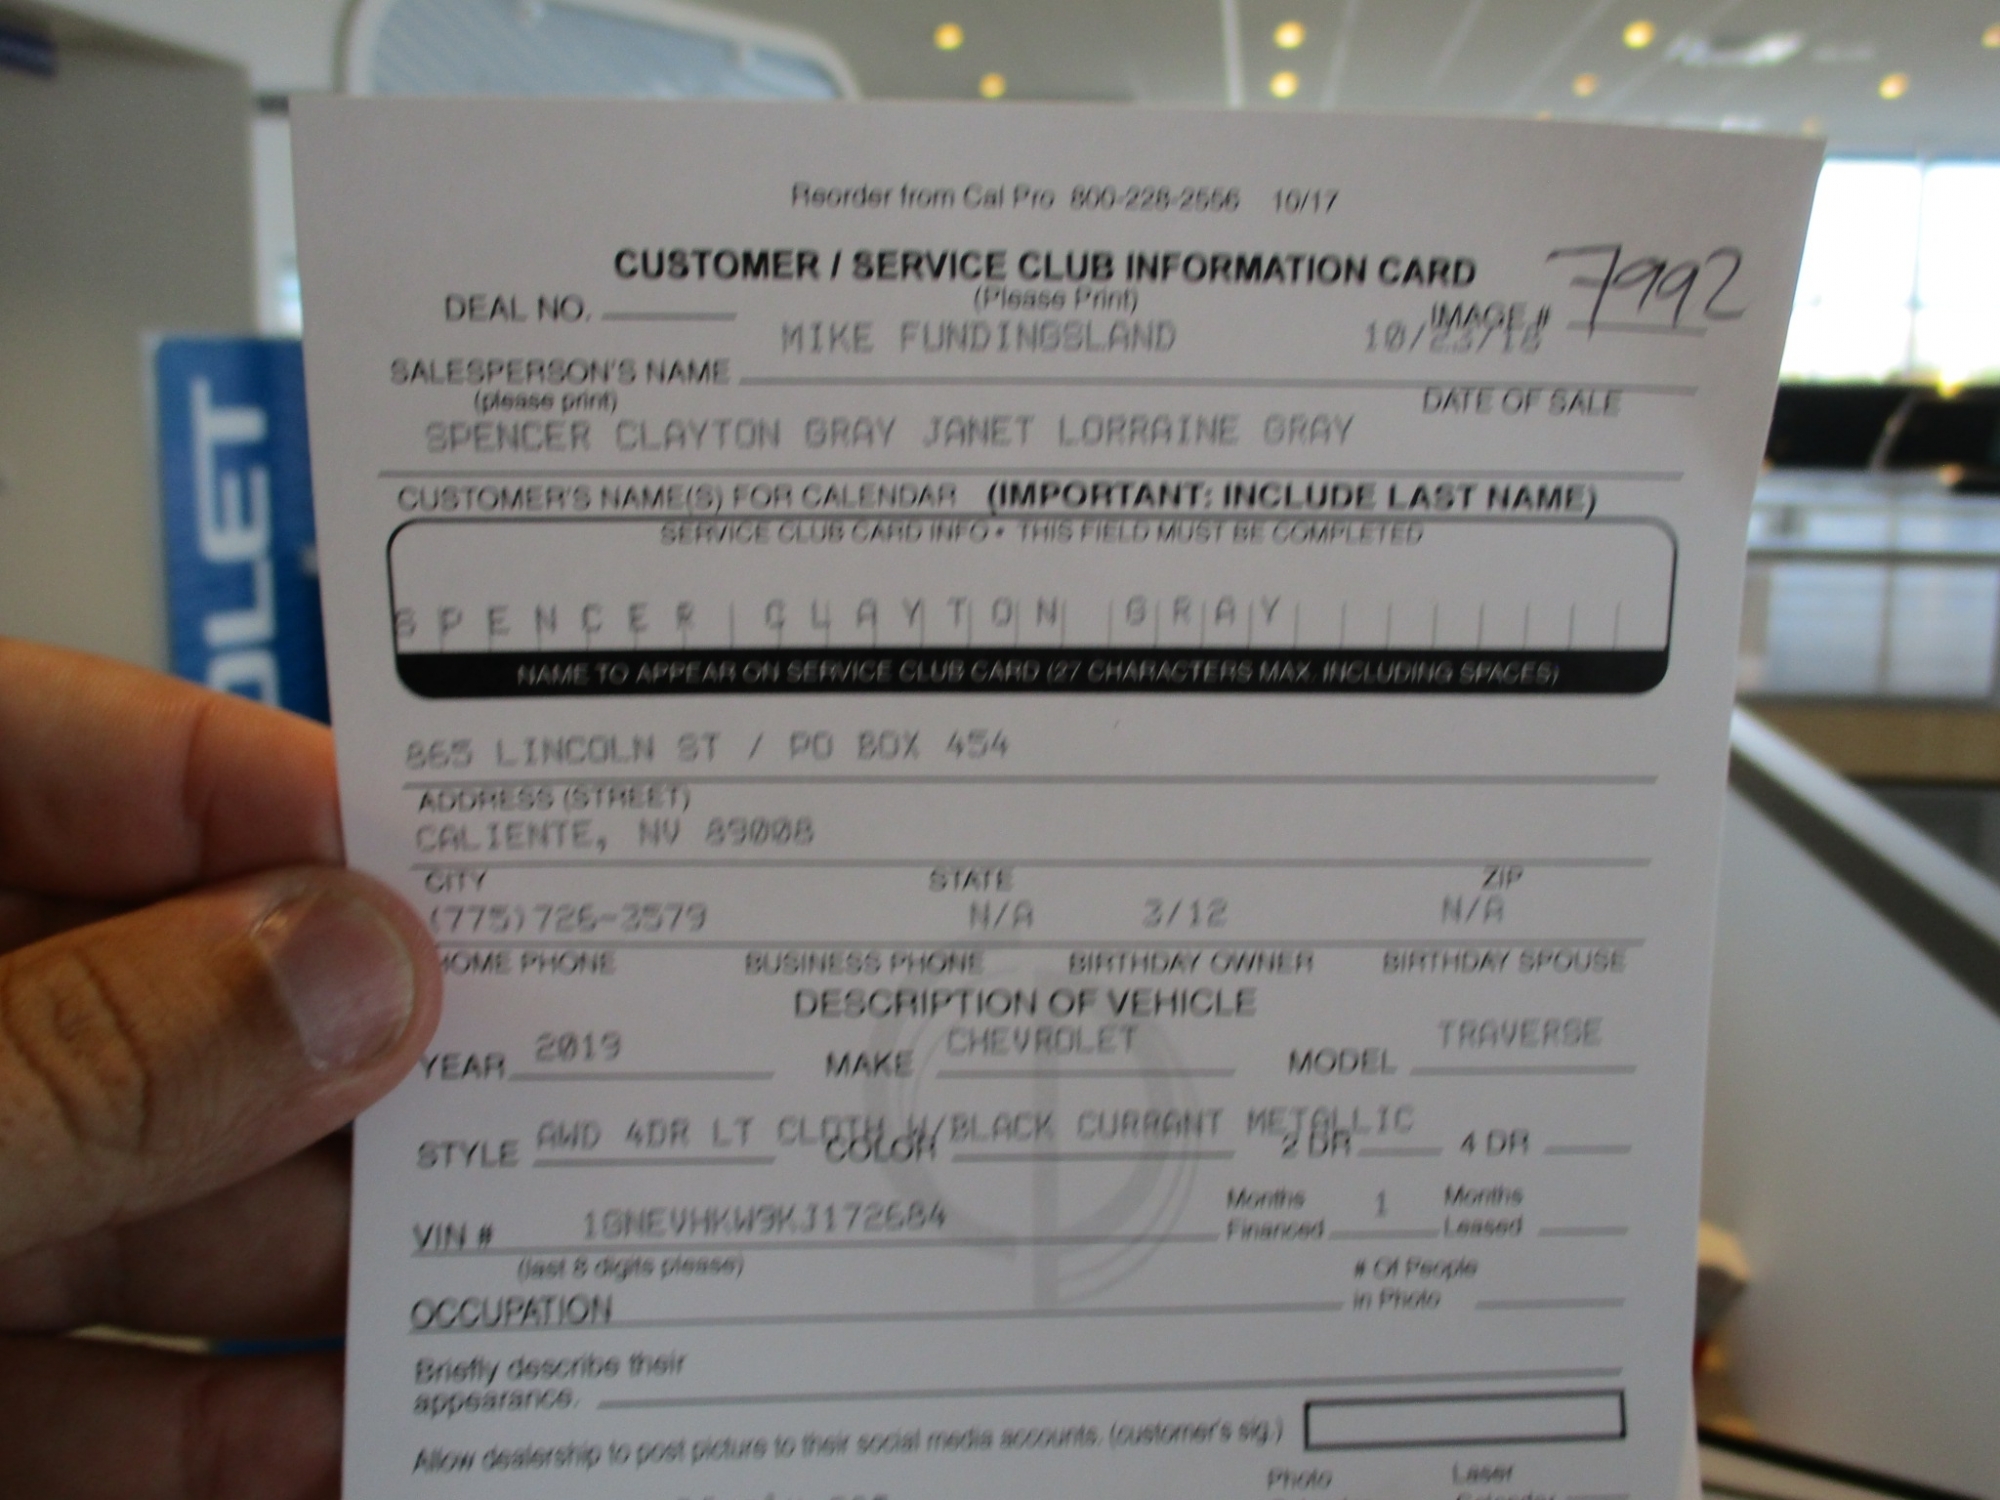 Reorder from Cal Pro 800-228-2556 10/17
CUSTOMER / SERVICE CLUB INFORMATION CARD
(Please Print)
7992
DEAL NO. IMAGE #
MIKE FUNDINGSLAND 10/23/18
SALESPERSON'S NAME
(please print) DATE OF SALE
SPENCER CLAYTON GRAY JANET LORRAINE GRAY
CUSTOMER'S NAME(S) FOR CALENDAR (IMPORTANT: INCLUDE LAST NAME)
SERVICE CLUB CARD INFO • THIS FIELD MUST BE COMPLETED
SPENCER CLAYTON GRAY
NAME TO APPEAR ON SERVICE CLUB CARD (27 CHARACTERS MAX. INCLUDING SPACES)
865 LINCOLN ST / PO BOX 454
ADDRESS (STREET)
CALIENTE, NV 89008
CITY STATE ZIP
(775)726-3579 N/A 3/12 N/A
HOME PHONE BUSINESS PHONE BIRTHDAY OWNER BIRTHDAY SPOUSE
DESCRIPTION OF VEHICLE
YEAR 2019 MAKE CHEVROLET MODEL TRAVERSE
AWD 4DR LT CLOTH W/BLACK CURRANT METALLIC
STYLE COLOR 2 DR 4 DR
VIN # 1GNEVHKW9KJ172684 Months Financed 1 Months Leased
(last 8 digits please)
OCCUPATION # Of People in Photo
Briefly describe their
appearance.
Allow dealership to post picture to their social media accounts. (customer's sig.)
Photo Laser
OLET